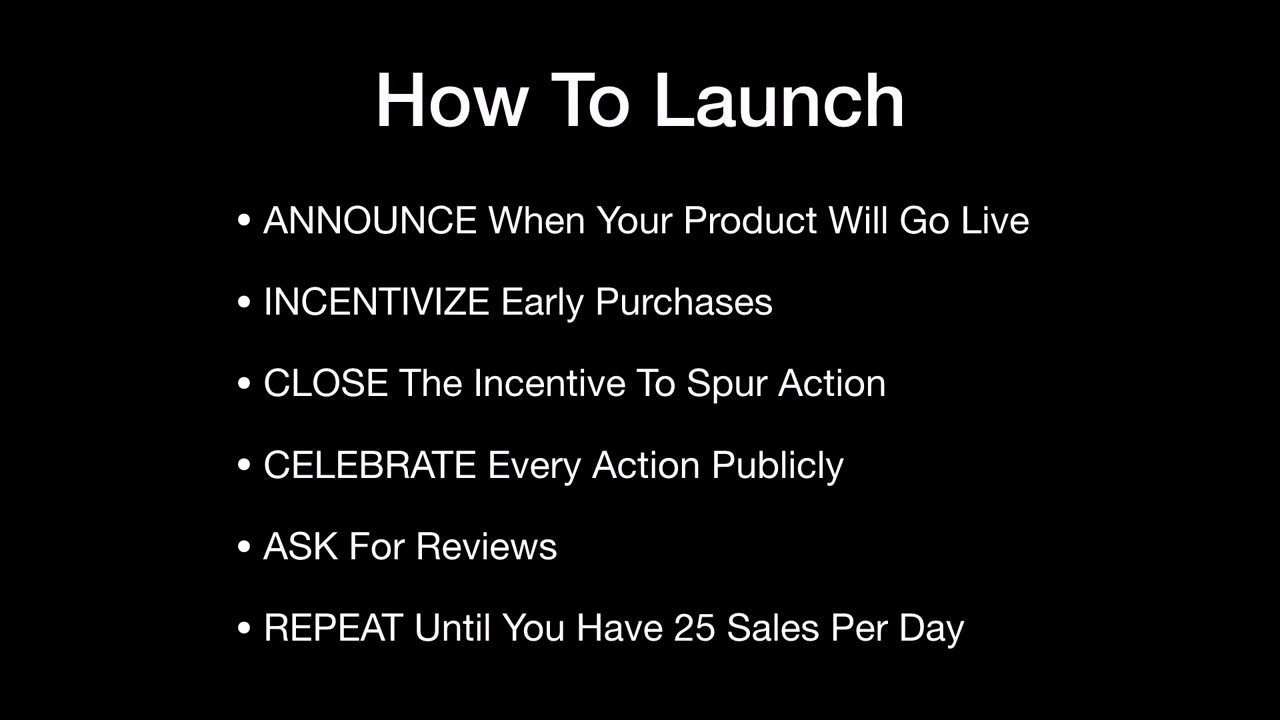 How To Launch
• ANNOUNCE When Your Product Will Go Live
• INCENTIVIZE Early Purchases
• CLOSE The Incentive To Spur Action
• CELEBRATE Every Action Publicly
• ASK For Reviews
• REPEAT Until You Have 25 Sales Per Day